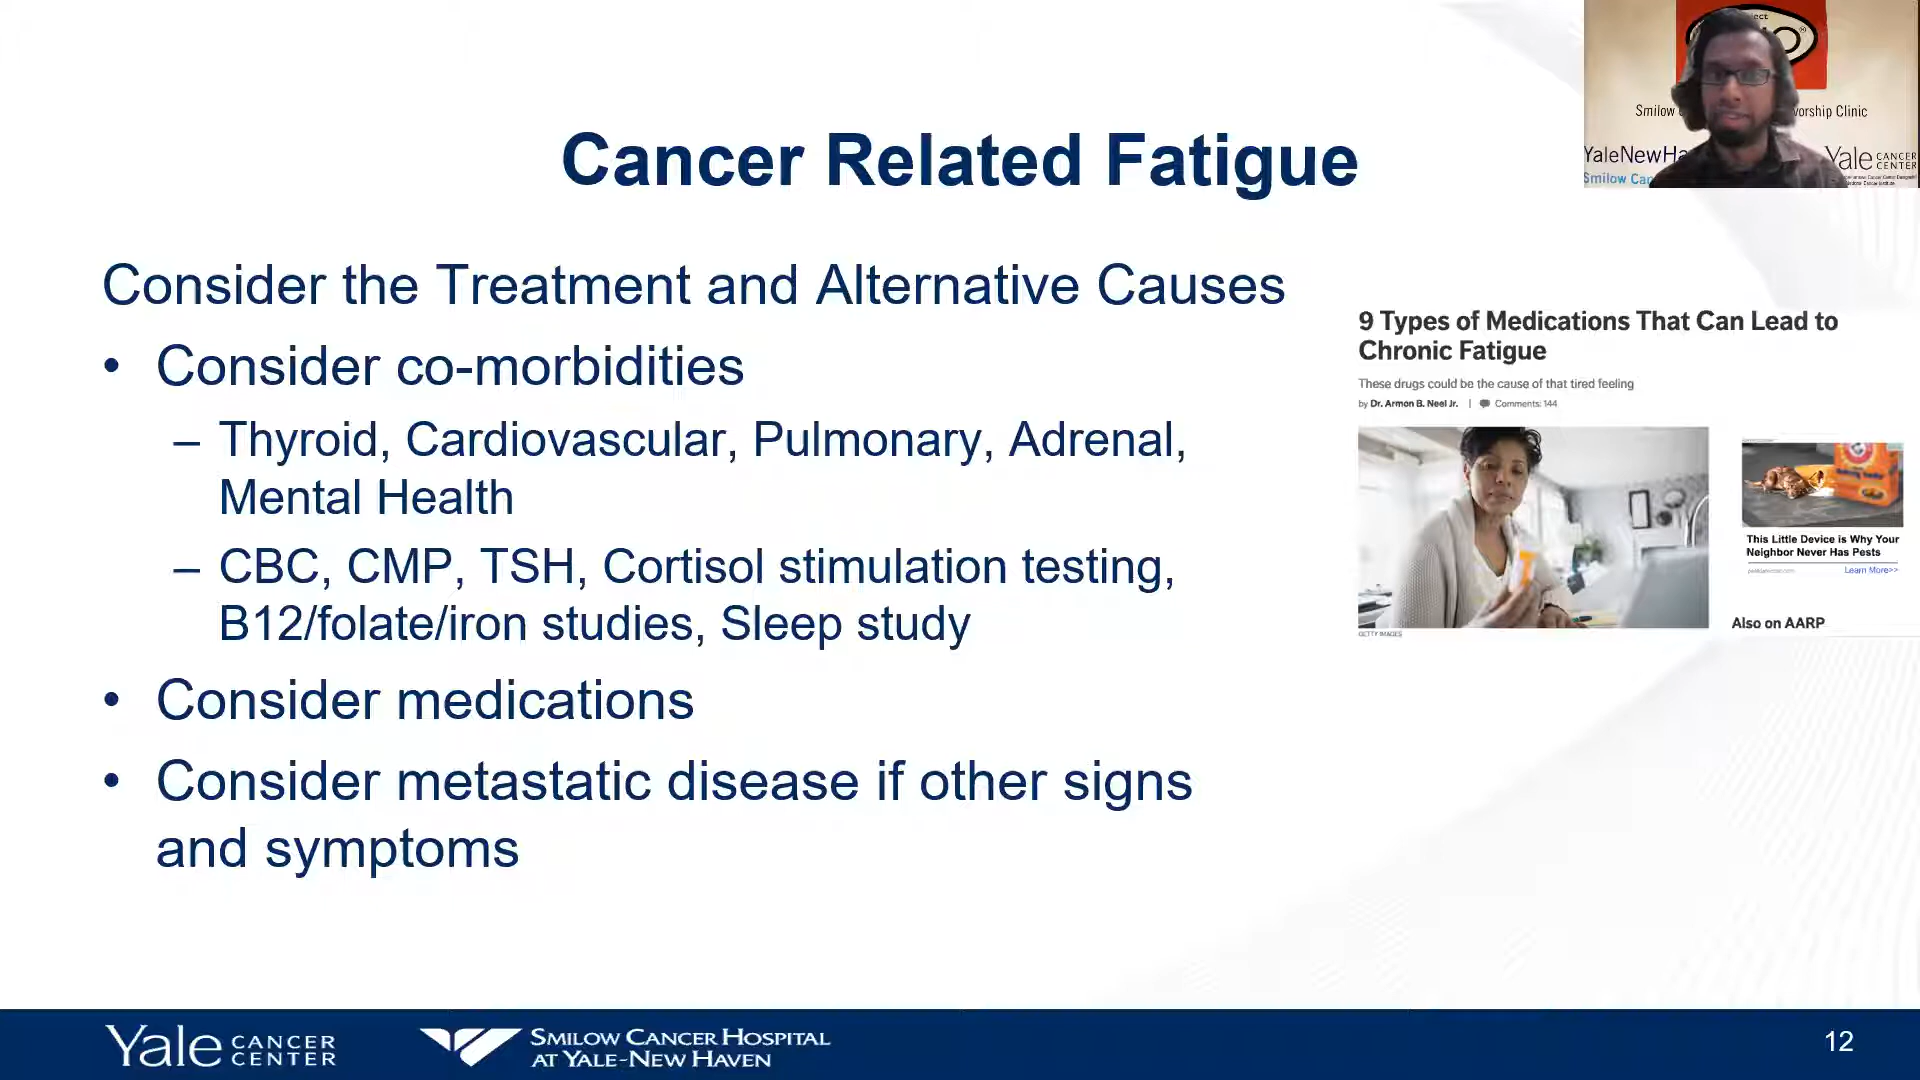 Cancer Related Fatigue
Consider the Treatment and Alternative Causes
• Consider co-morbidities
– Thyroid, Cardiovascular, Pulmonary, Adrenal,
Mental Health
– CBC, CMP, TSH, Cortisol stimulation testing,
B12/folate/iron studies, Sleep study
• Consider medications
• Consider metastatic disease if other signs
and symptoms
9 Types of Medications That Can Lead to
Chronic Fatigue
These drugs could be the cause of that tired feeling
by Dr. Armon B. Neel Jr. | Comments: 144
GETTY IMAGES
This Little Device is Why Your
Neighbor Never Has Pests
Learn More>>
Also on AARP
Smilow
vorship Clinic
YaleNewHa
Yale CANCER
CENTER
Smilow Can
Yale CANCER
CENTER
SMILOW CANCER HOSPITAL
AT YALE-NEW HAVEN
12